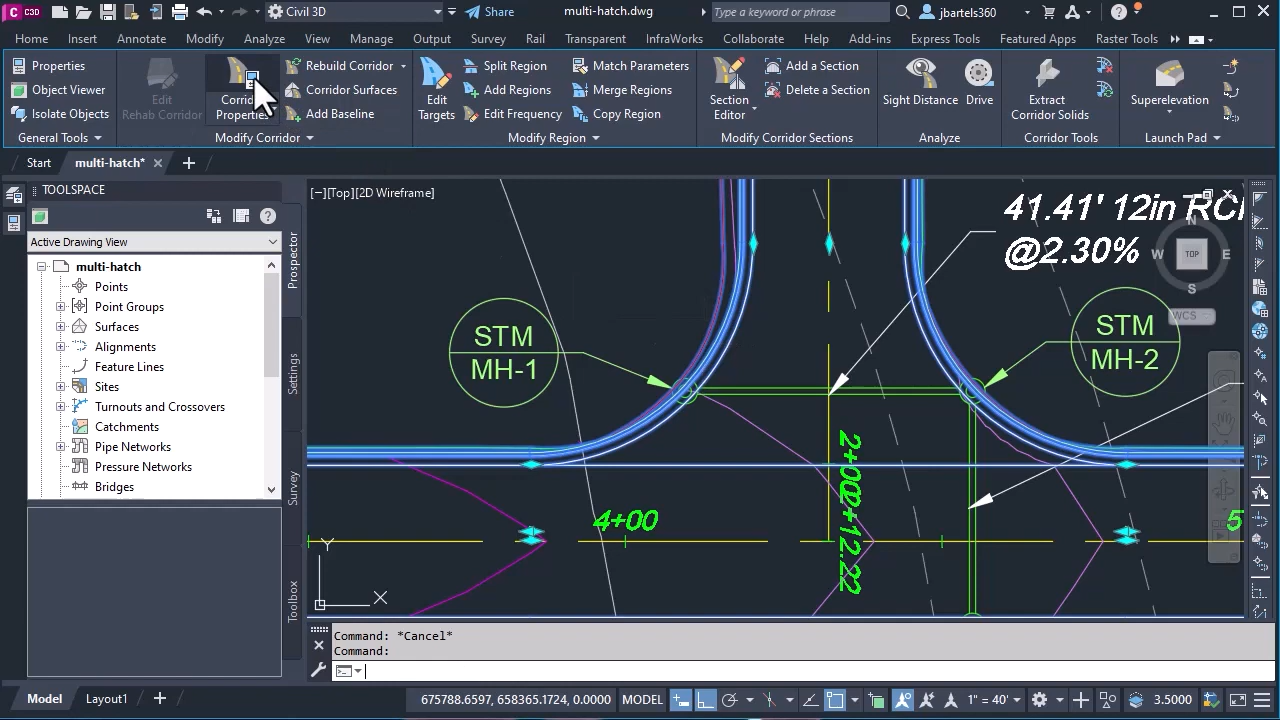 C3D Civil 3D Share multi-hatch.dwg Type a keyword or phrase jbartels360
Home Insert Annotate Modify Analyze View Manage Output Survey Rail Transparent InfraWorks Collaborate Help Add-ins Express Tools Featured Apps Raster Tools
Properties Rebuild Corridor Split Region Match Parameters Add a Section
Object Viewer Corridor Surfaces Add Regions Merge Regions Delete a Section
Isolate Objects Add Baseline Edit Frequency Copy Region
Edit
Rehab Corridor
Properties
Edit
Targets
Section
Editor
Sight Distance Drive
Extract
Corridor Solids
Superelevation
General Tools Modify Corridor Modify Region Modify Corridor Sections Analyze Corridor Tools Launch Pad
Start multi-hatch*
TOOLSPACE
Active Drawing View
multi-hatch
Points
Point Groups
Surfaces
Alignments
Feature Lines
Sites
Turnouts and Crossovers
Catchments
Pipe Networks
Pressure Networks
Bridges
Prospector
Settings
Survey
Toolbox
[−][Top][2D Wireframe]
41.41' 12in RC
@2.30%
N
W TOP E
S
WCS
STM
MH-1
STM
MH-2
4+00
2+00
2+12.22
5
Y
X
Command: *Cancel*
Command:
Model Layout1
675788.6597, 658365.1724, 0.0000 MODEL 1" = 40' 3.5000